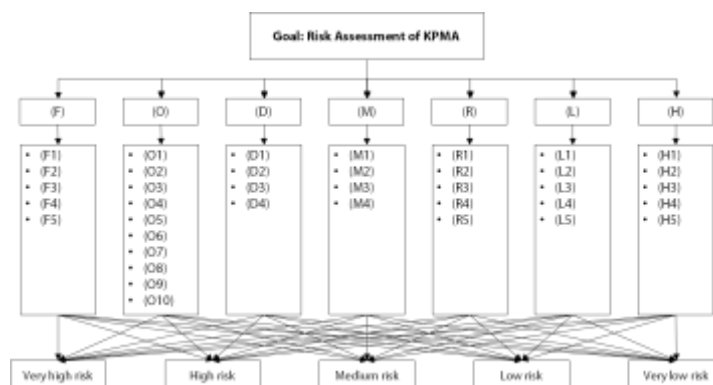 Goal: Risk Assessment of KPMA
(F) (O) (D) (M) (R) (L) (H)
• (F1)
• (F2)
• (F3)
• (F4)
• (F5)
• (O1)
• (O2)
• (O3)
• (O4)
• (O5)
• (O6)
• (O7)
• (O8)
• (O9)
• (O10)
• (D1)
• (D2)
• (D3)
• (D4)
• (M1)
• (M2)
• (M3)
• (M4)
• (R1)
• (R2)
• (R3)
• (R4)
• (R5)
• (L1)
• (L2)
• (L3)
• (L4)
• (L5)
• (H1)
• (H2)
• (H3)
• (H4)
• (H5)
Very high risk High risk Medium risk Low risk Very low risk